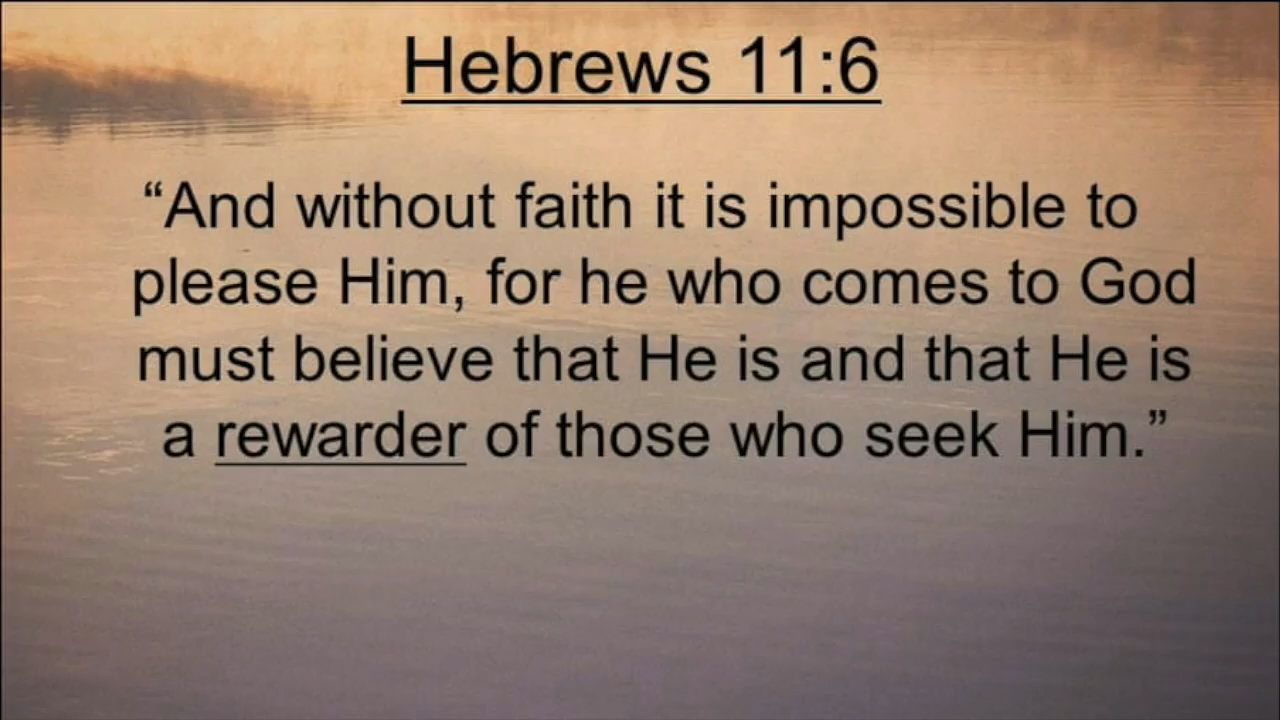 Hebrews 11:6
“And without faith it is impossible to
please Him, for he who comes to God
must believe that He is and that He is
a rewarder of those who seek Him.”